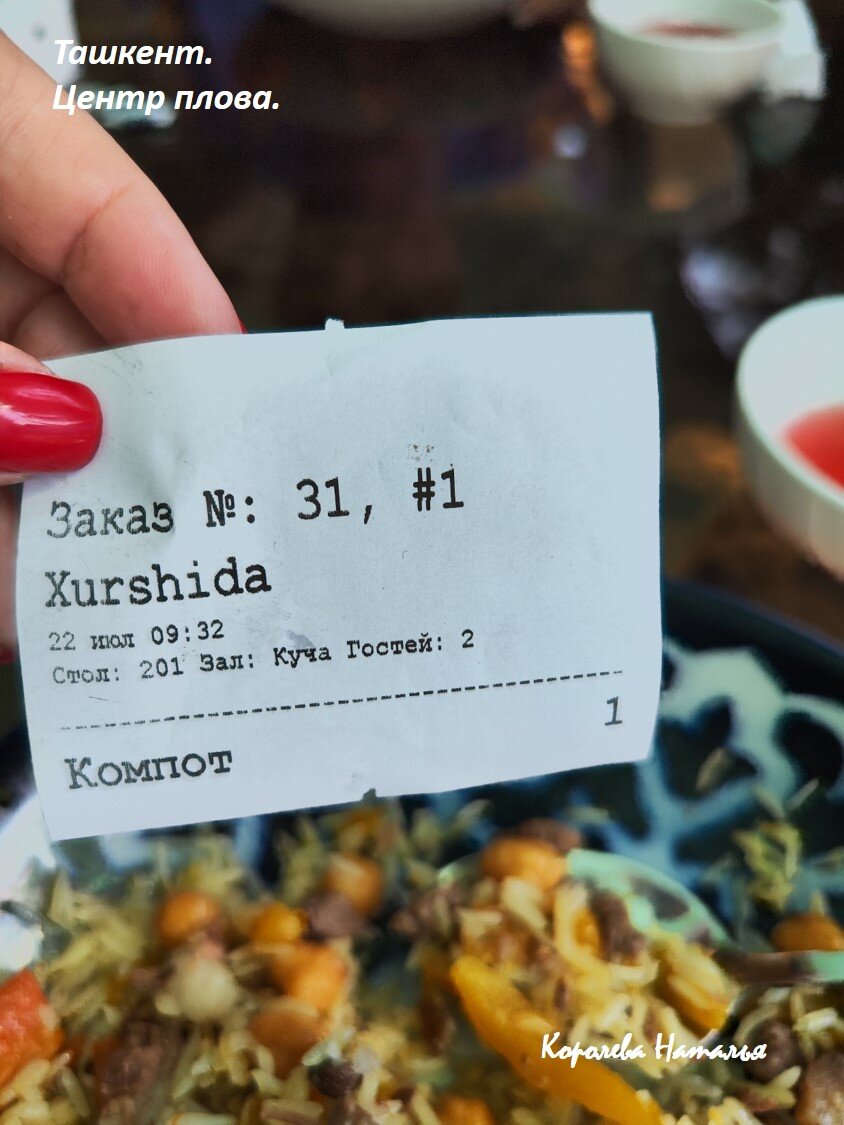 Ташкент.
Центр плова.
Заказ №: 31, #1
Xurshida
22 июл 09:32
Стол: 201 Зал: Куча Гостей: 2
1
Компот
Королева Наталья